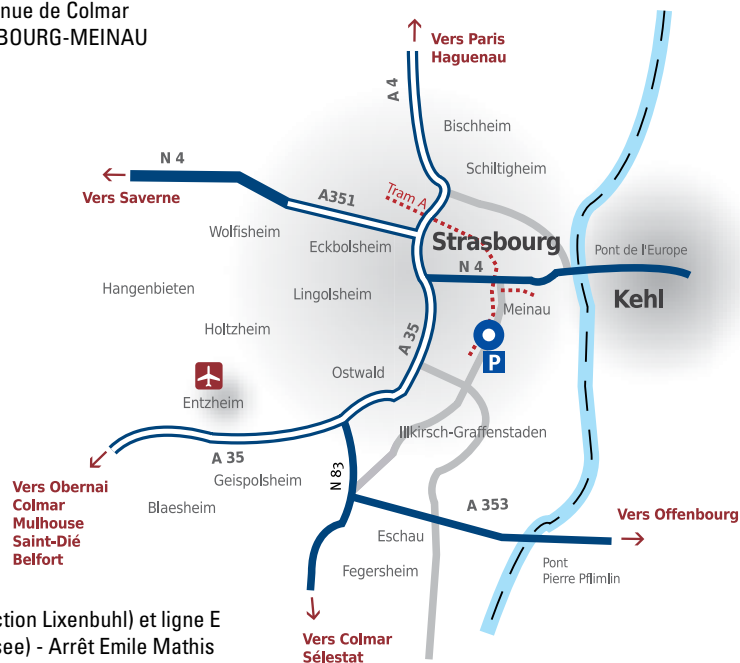 nue de Colmar
BOURG-MEINAU
Vers Paris
Haguenau
A 4
Bischheim
Schiltigheim
N 4
Vers Saverne
A351
Tram A
Wolfisheim
Eckbolsheim
Strasbourg
N 4
Pont de l'Europe
Kehl
Hangenbieten
Lingolsheim
Meinau
Holtzheim
A 35
P
Ostwald
Entzheim
Illkirsch-Graffenstaden
A 35
N 83
Geispolsheim
Blaesheim
Vers Obernai
Colmar
Mulhouse
Saint-Dié
Belfort
A 353
Vers Offenbourg
Eschau
Fegersheim
Pont
Pierre Pflimlin
ction Lixenbuhl) et ligne E
see) - Arrêt Emile Mathis
Vers Colmar
Sélestat